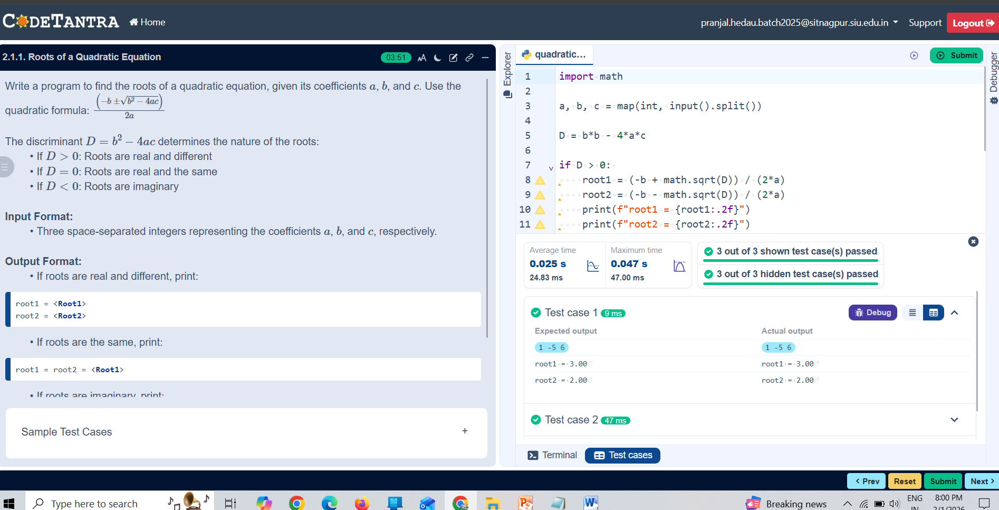 CODETANTRA Home
pranjal.hedau.batch2025@sitnagpur.siu.edu.in Support Logout
2.1.1. Roots of a Quadratic Equation
03:51 AA
Write a program to find the roots of a quadratic equation, given its coefficients a, b, and c. Use the
quadratic formula: (−b ±√b² − 4ac) / 2a
The discriminant D = b² − 4ac determines the nature of the roots:
• If D > 0: Roots are real and different
• If D = 0: Roots are real and the same
• If D < 0: Roots are imaginary
Input Format:
• Three space-separated integers representing the coefficients a, b, and c, respectively.
Output Format:
• If roots are real and different, print:
root1 = <Root1>
root2 = <Root2>
• If roots are the same, print:
root1 = root2 = <Root1>
• If roots are imaginary, print:
Sample Test Cases +
Explorer
quadratic...
Submit
Debugger
1 import math
2
3 a, b, c = map(int, input().split())
4
5 D = b*b - 4*a*c
6
7 if D > 0:
8 root1 = (-b + math.sqrt(D)) / (2*a)
9 root2 = (-b - math.sqrt(D)) / (2*a)
10 print(f"root1 = {root1:.2f}")
11 print(f"root2 = {root2:.2f}")
Average time
0.025 s
24.83 ms
Maximum time
0.047 s
47.00 ms
3 out of 3 shown test case(s) passed
3 out of 3 hidden test case(s) passed
Test case 1 9 ms
Debug
Expected output Actual output
1 -5 6 1 -5 6
root1 = 3.00 root1 = 3.00
root2 = 2.00 root2 = 2.00
Test case 2 47 ms
Terminal Test cases
< Prev Reset Submit Next >
Type here to search
Breaking news
ENG
IN
8:00 PM
2/1/2026